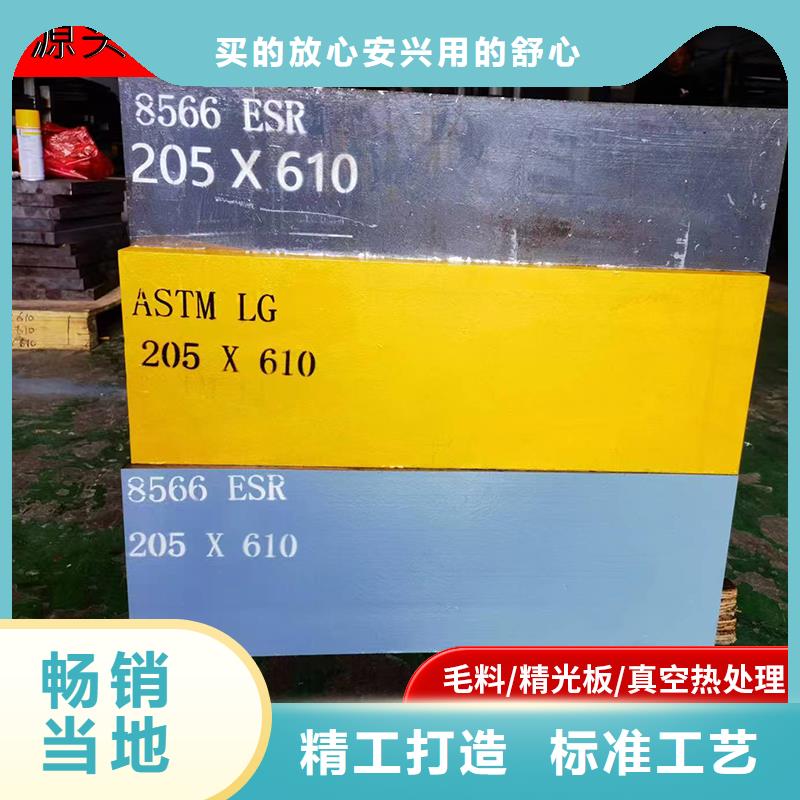 源头
买的放心安兴用的舒心
8566 ESR
205 X 610
ASTM LG
205 X 610
8566 ESR
205 X 610
畅销
当地
毛料/精光板/真空热处理
精工打造 标准工艺